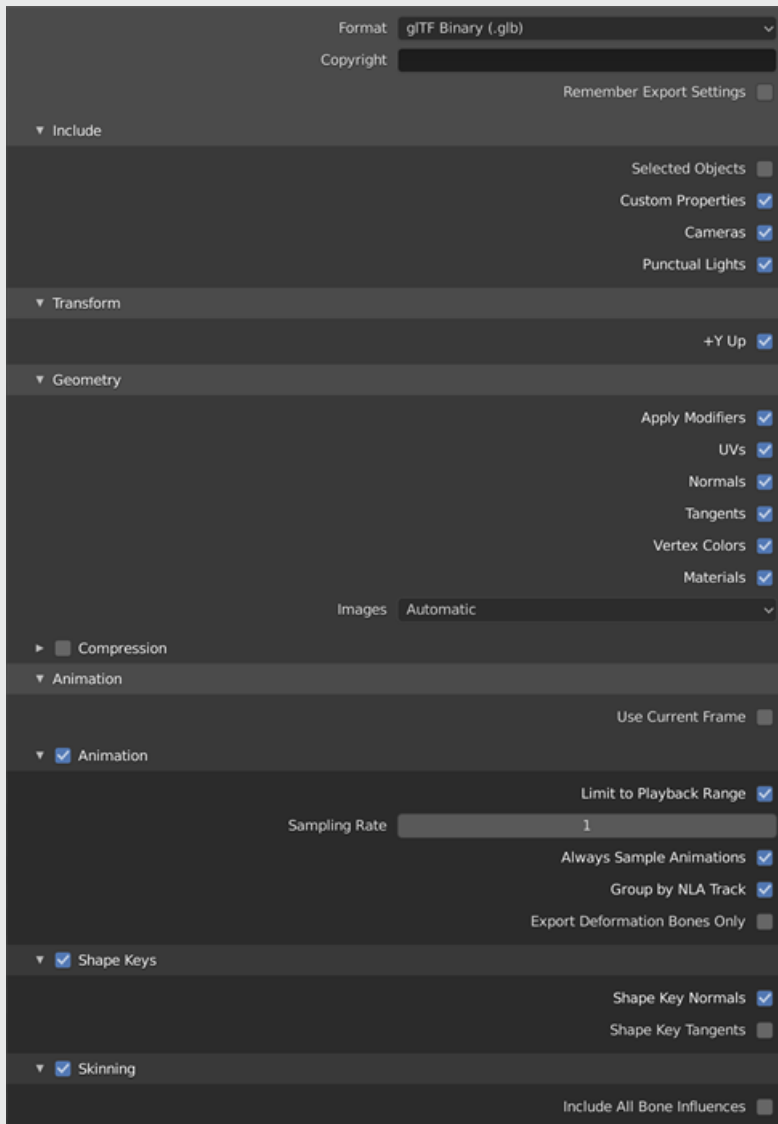 Format glTF Binary (.glb)
Copyright
Remember Export Settings
Include
Selected Objects
Custom Properties
Cameras
Punctual Lights
Transform
+Y Up
Geometry
Apply Modifiers
UVs
Normals
Tangents
Vertex Colors
Materials
Images Automatic
Compression
Animation
Use Current Frame
Animation
Limit to Playback Range
Sampling Rate 1
Always Sample Animations
Group by NLA Track
Export Deformation Bones Only
Shape Keys
Shape Key Normals
Shape Key Tangents
Skinning
Include All Bone Influences